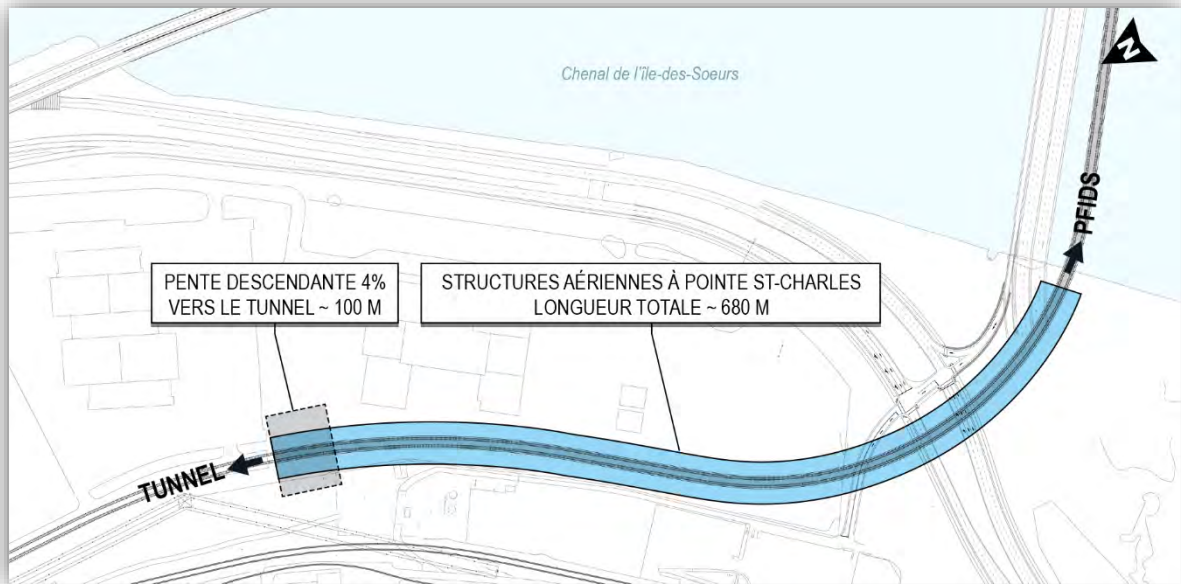 Chenal de l'île-des-Soeurs
N
PFIDS
PENTE DESCENDANTE 4%
VERS LE TUNNEL ~ 100 M
STRUCTURES AÉRIENNES À POINTE ST-CHARLES
LONGUEUR TOTALE ~ 680 M
TUNNEL